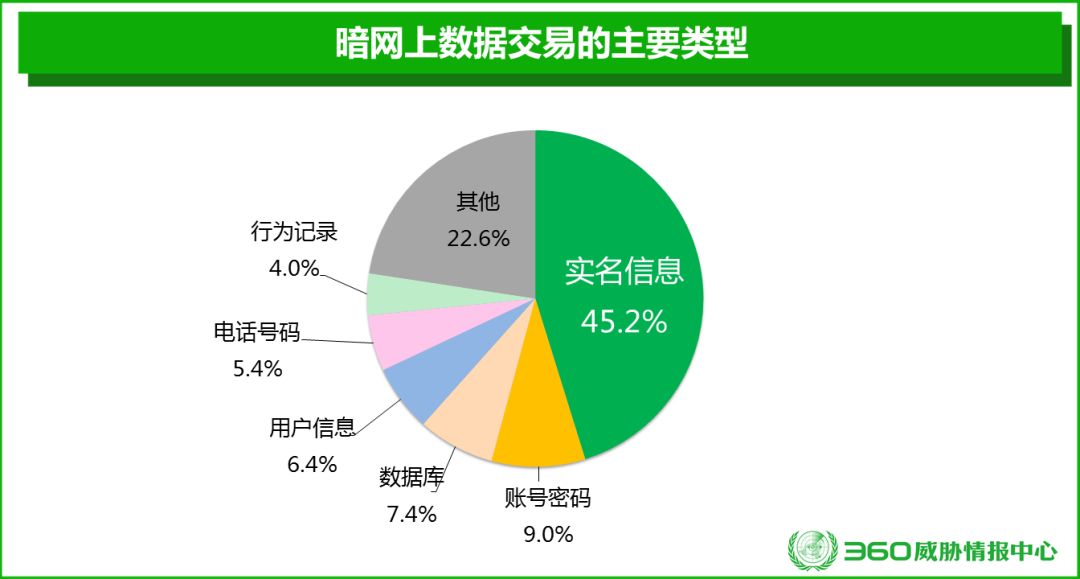 暗网上数据交易的主要类型
其他
22.6%
行为记录
4.0%
实名信息
45.2%
电话号码
5.4%
用户信息
6.4%
数据库
7.4%
账号密码
9.0%
360威胁情报中心